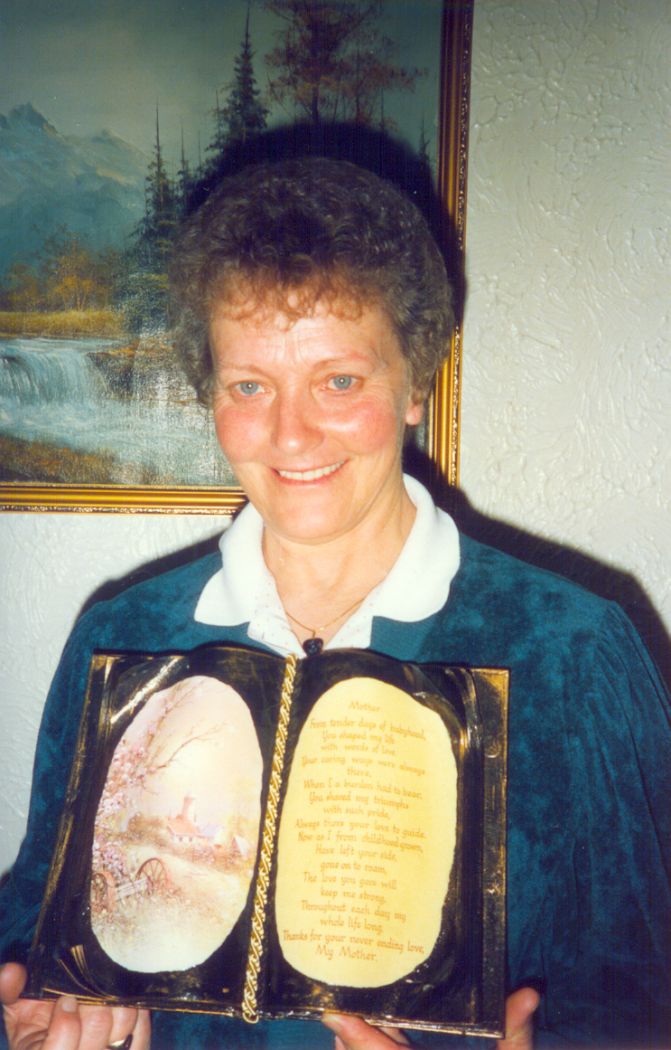 Mother
From tender days of babyhood,
You shaped my life
with words of love.
Your caring ways were always
there,
When I'd a burden had to bear.
You shared my triumphs
with such pride,
Always there your love to guide.
Now as I from childhood grown,
Have left your side,
gone on to roam,
The love you gave will
keep me strong,
Throughout each day my
whole life long.
Thanks for your never ending love,
My Mother.